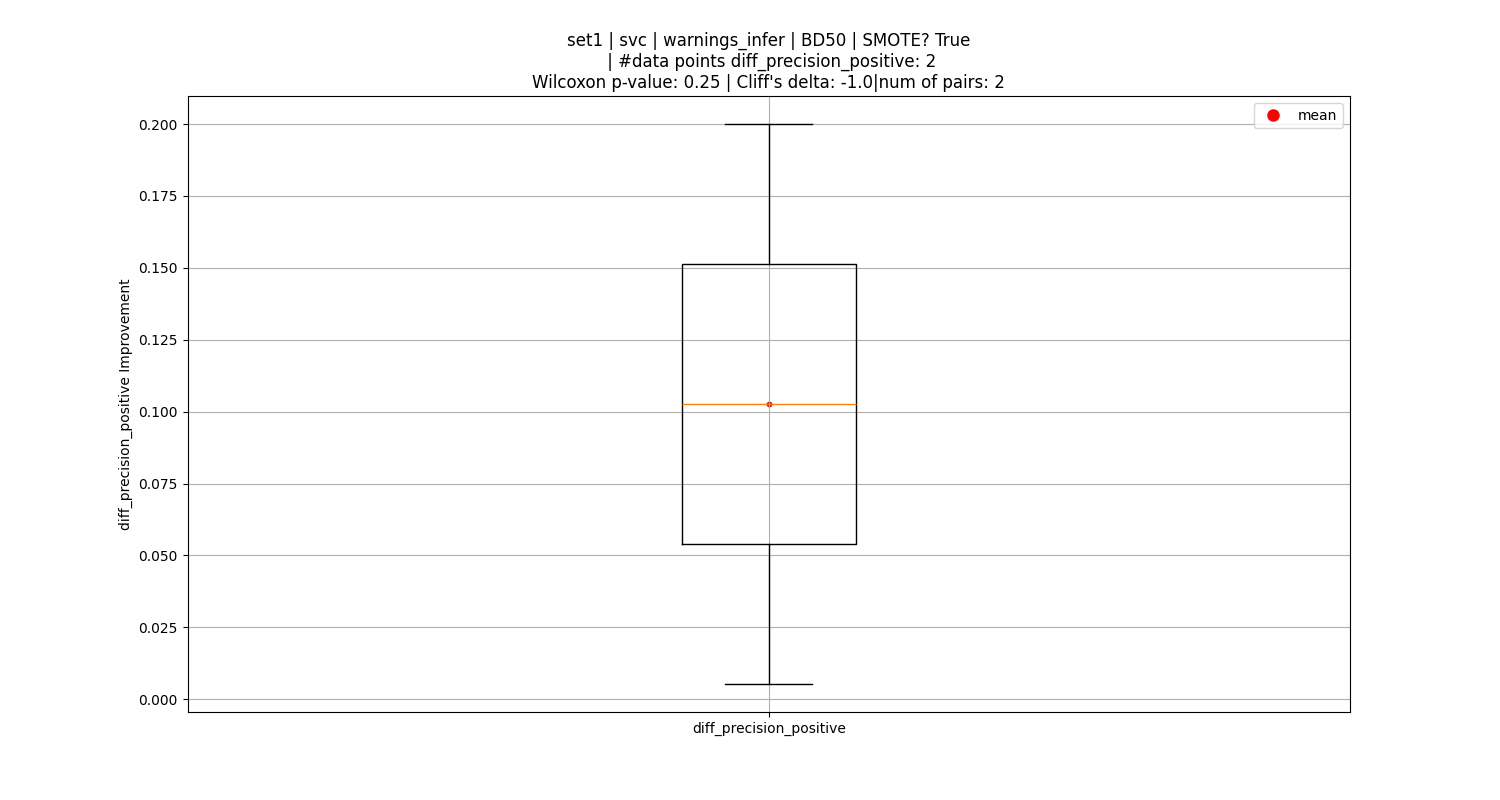 set1 | svc | warnings_infer | BD50 | SMOTE? True
| #data points diff_precision_positive: 2
Wilcoxon p-value: 0.25 | Cliff's delta: -1.0|num of pairs: 2
mean
0.200
0.175
0.150
0.125
0.100
0.075
0.050
0.025
0.000
diff_precision_positive Improvement
diff_precision_positive